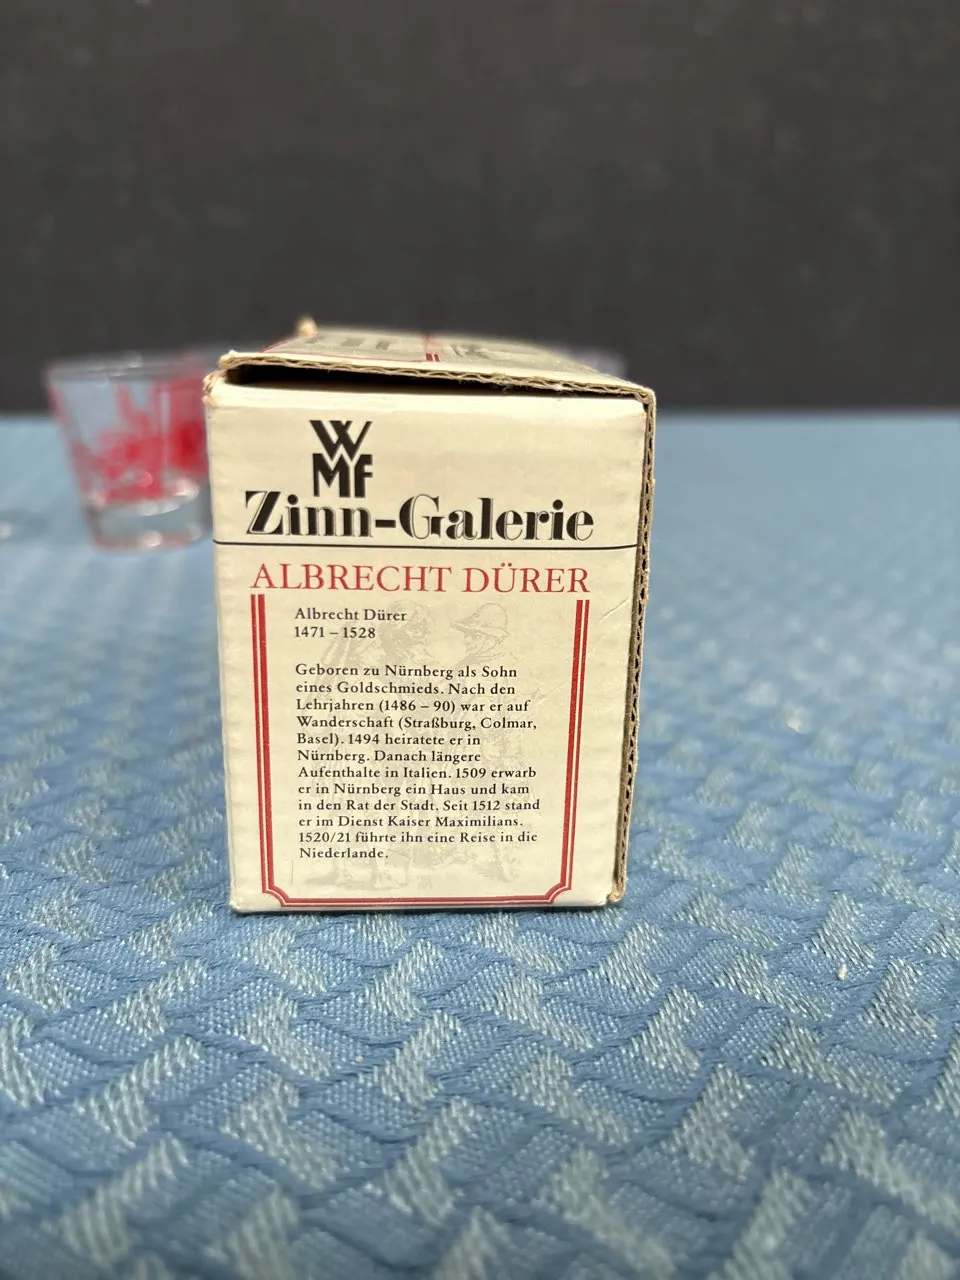 WMF
Zinn-Galerie
ALBRECHT DÜRER
Albrecht Dürer
1471 – 1528
Geboren zu Nürnberg als Sohn
eines Goldschmieds. Nach den
Lehrjahren (1486 – 90) war er auf
Wanderschaft (Straßburg, Colmar,
Basel). 1494 heiratete er in
Nürnberg. Danach längere
Aufenthalte in Italien. 1509 erwarb
er in Nürnberg ein Haus und kam
in den Rat der Stadt. Seit 1512 stand
er im Dienst Kaiser Maximilians.
1520/21 führte ihn eine Reise in die
Niederlande.